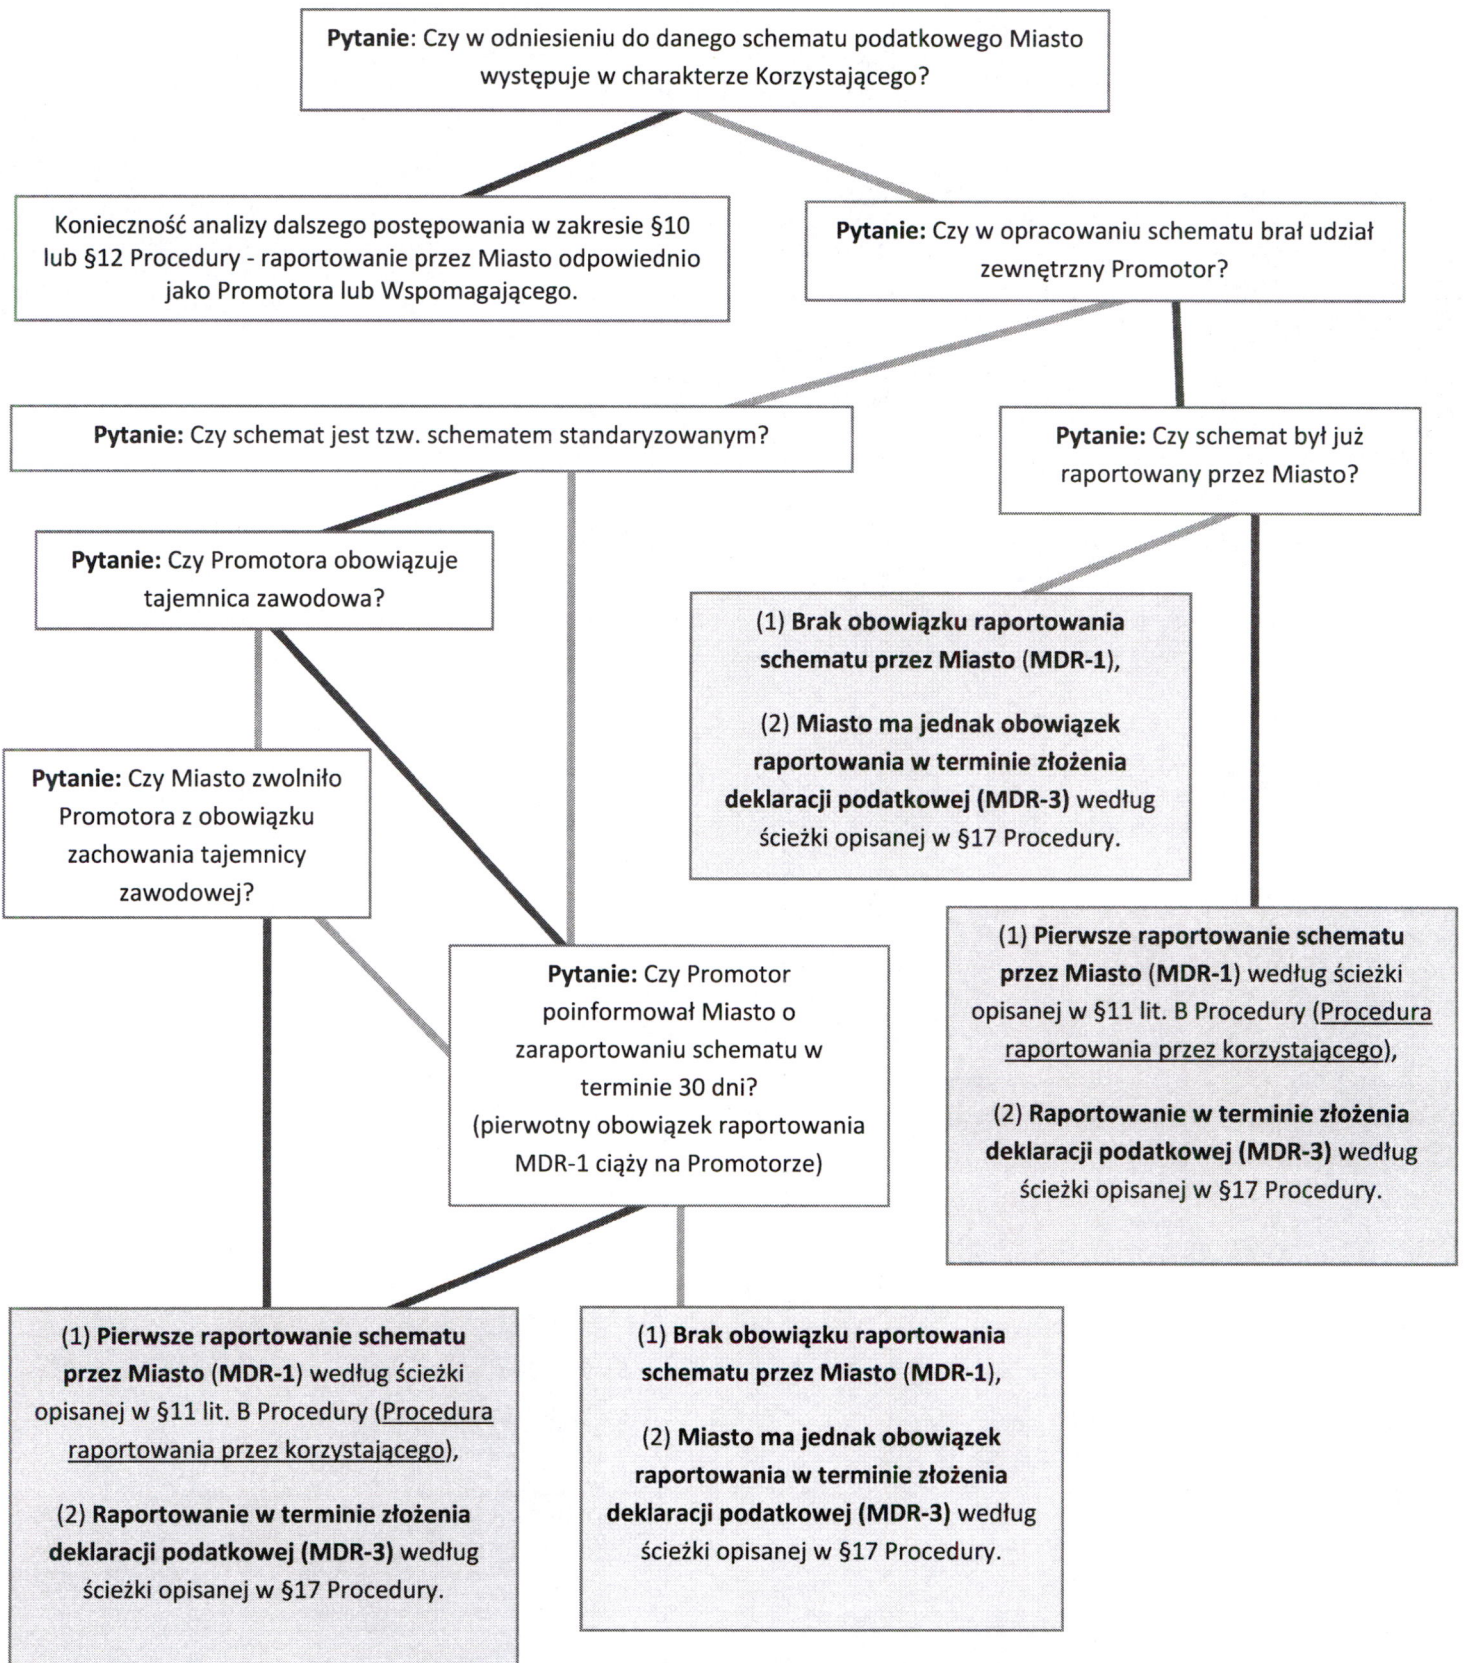 Pytanie: Czy w odniesieniu do danego schematu podatkowego Miasto
występuje w charakterze Korzystającego?
Konieczność analizy dalszego postępowania w zakresie §10
lub §12 Procedury - raportowanie przez Miasto odpowiednio
jako Promotora lub Wspomagającego.
Pytanie: Czy w opracowaniu schematu brał udział
zewnętrzny Promotor?
Pytanie: Czy schemat jest tzw. schematem standaryzowanym?
Pytanie: Czy schemat był już
raportowany przez Miasto?
Pytanie: Czy Promotora obowiązuje
tajemnica zawodowa?
(1) Brak obowiązku raportowania
schematu przez Miasto (MDR-1),
(2) Miasto ma jednak obowiązek
raportowania w terminie złożenia
deklaracji podatkowej (MDR-3) według
ścieżki opisanej w §17 Procedury.
Pytanie: Czy Miasto zwolniło
Promotora z obowiązku
zachowania tajemnicy
zawodowej?
Pytanie: Czy Promotor
poinformował Miasto o
zaraportowaniu schematu w
terminie 30 dni?
(pierwotny obowiązek raportowania
MDR-1 ciąży na Promotorze)
(1) Pierwsze raportowanie schematu
przez Miasto (MDR-1) według ścieżki
opisanej w §11 lit. B Procedury (Procedura
raportowania przez korzystającego),
(2) Raportowanie w terminie złożenia
deklaracji podatkowej (MDR-3) według
ścieżki opisanej w §17 Procedury.
(1) Pierwsze raportowanie schematu
przez Miasto (MDR-1) według ścieżki
opisanej w §11 lit. B Procedury (Procedura
raportowania przez korzystającego),
(2) Raportowanie w terminie złożenia
deklaracji podatkowej (MDR-3) według
ścieżki opisanej w §17 Procedury.
(1) Brak obowiązku raportowania
schematu przez Miasto (MDR-1),
(2) Miasto ma jednak obowiązek
raportowania w terminie złożenia
deklaracji podatkowej (MDR-3) według
ścieżki opisanej w §17 Procedury.